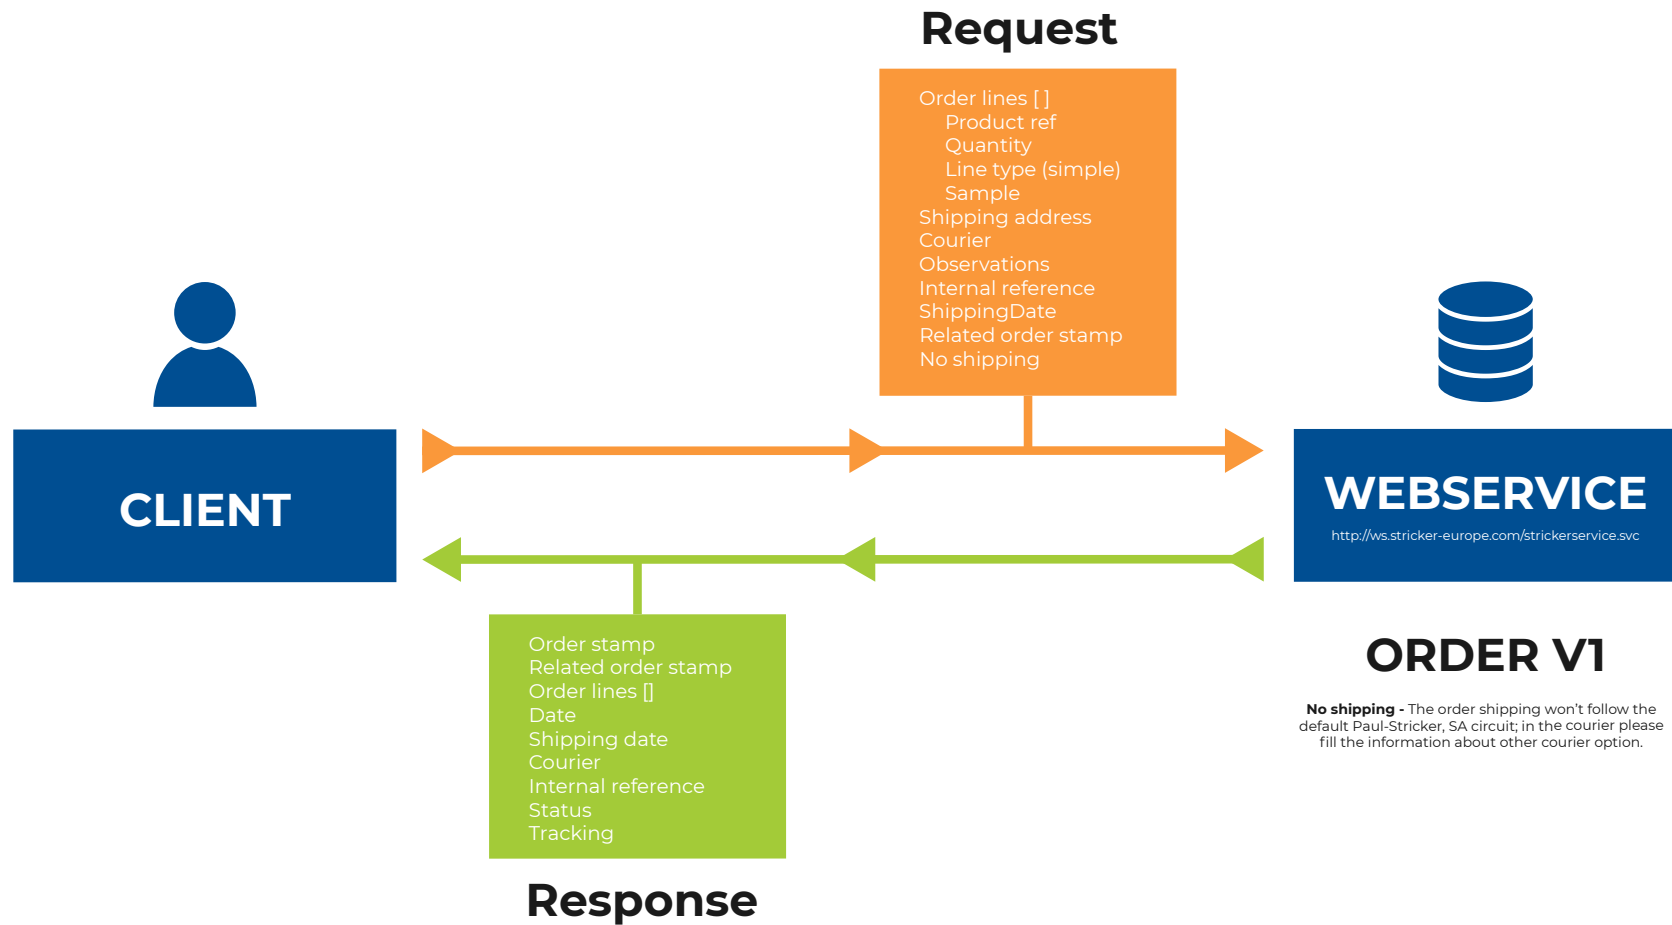 Request
Order lines [ ]
Product ref
Quantity
Line type (simple)
Sample
Shipping address
Courier
Observations
Internal reference
ShippingDate
Related order stamp
No shipping
CLIENT
WEBSERVICE
http://ws.stricker-europe.com/strickerservice.svc
Order stamp
Related order stamp
Order lines []
Date
Shipping date
Courier
Internal reference
Status
Tracking
Response
ORDER V1
No shipping - The order shipping won't follow the
default Paul-Stricker, SA circuit; in the courier please
fill the information about other courier option.